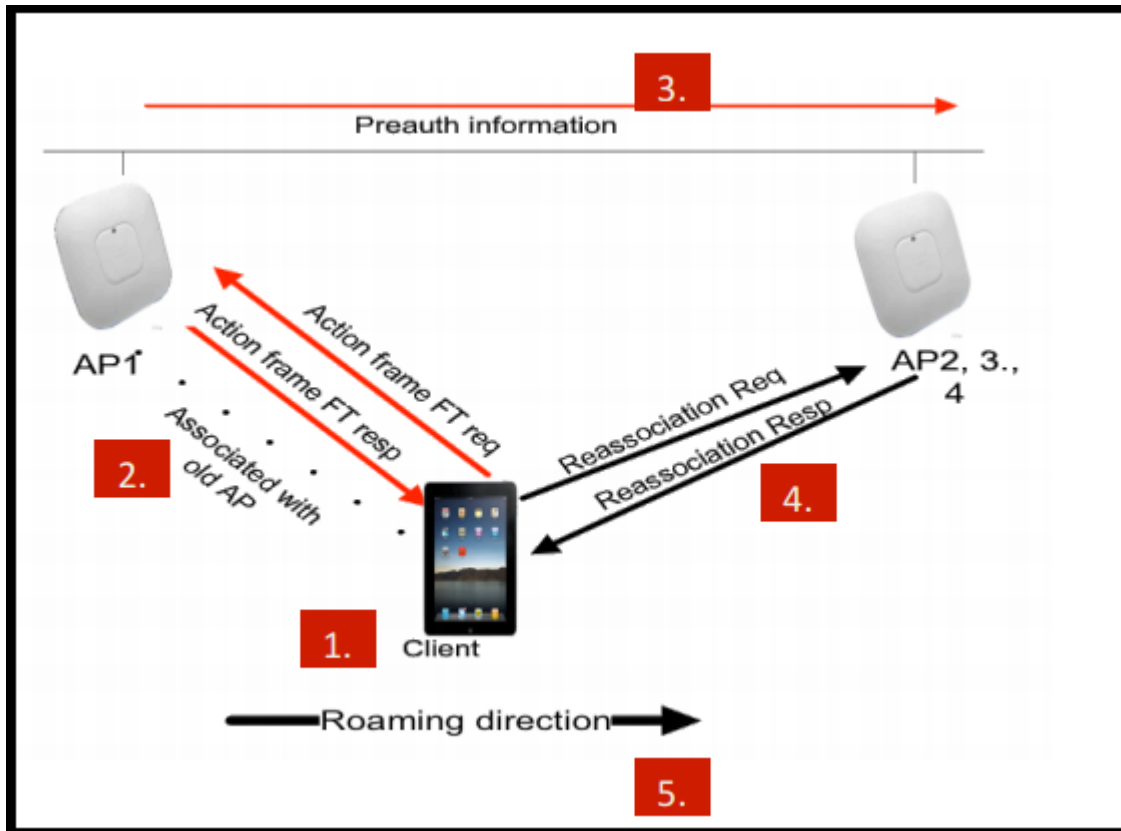 3.
Preauth information
AP1
Action frame FT req
Action frame FT resp
Associated with
old AP
2.
AP2, 3.,
4
Reassociation Req
Reassociation Resp
4.
1.
Client
Roaming direction
5.